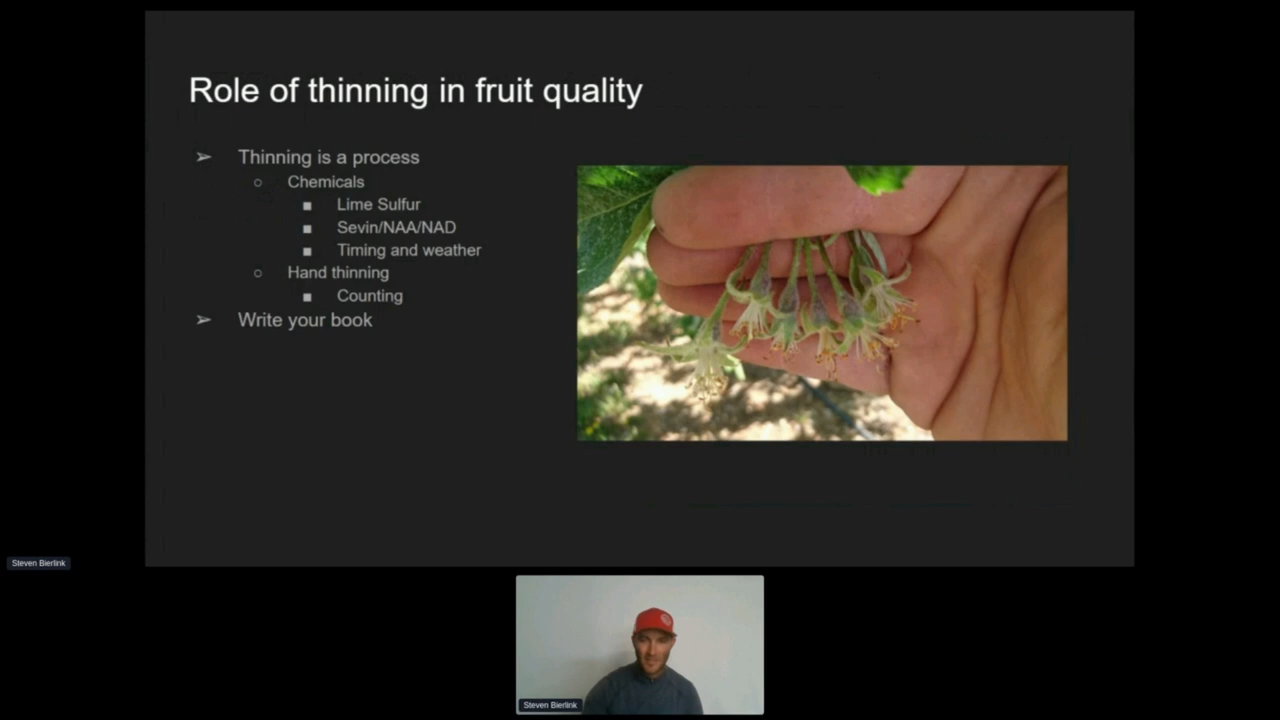 Role of thinning in fruit quality
➢ Thinning is a process
○ Chemicals
■ Lime Sulfur
■ Sevin/NAA/NAD
■ Timing and weather
○ Hand thinning
■ Counting
➢ Write your book
Steven Bierlink
Steven Bierlink